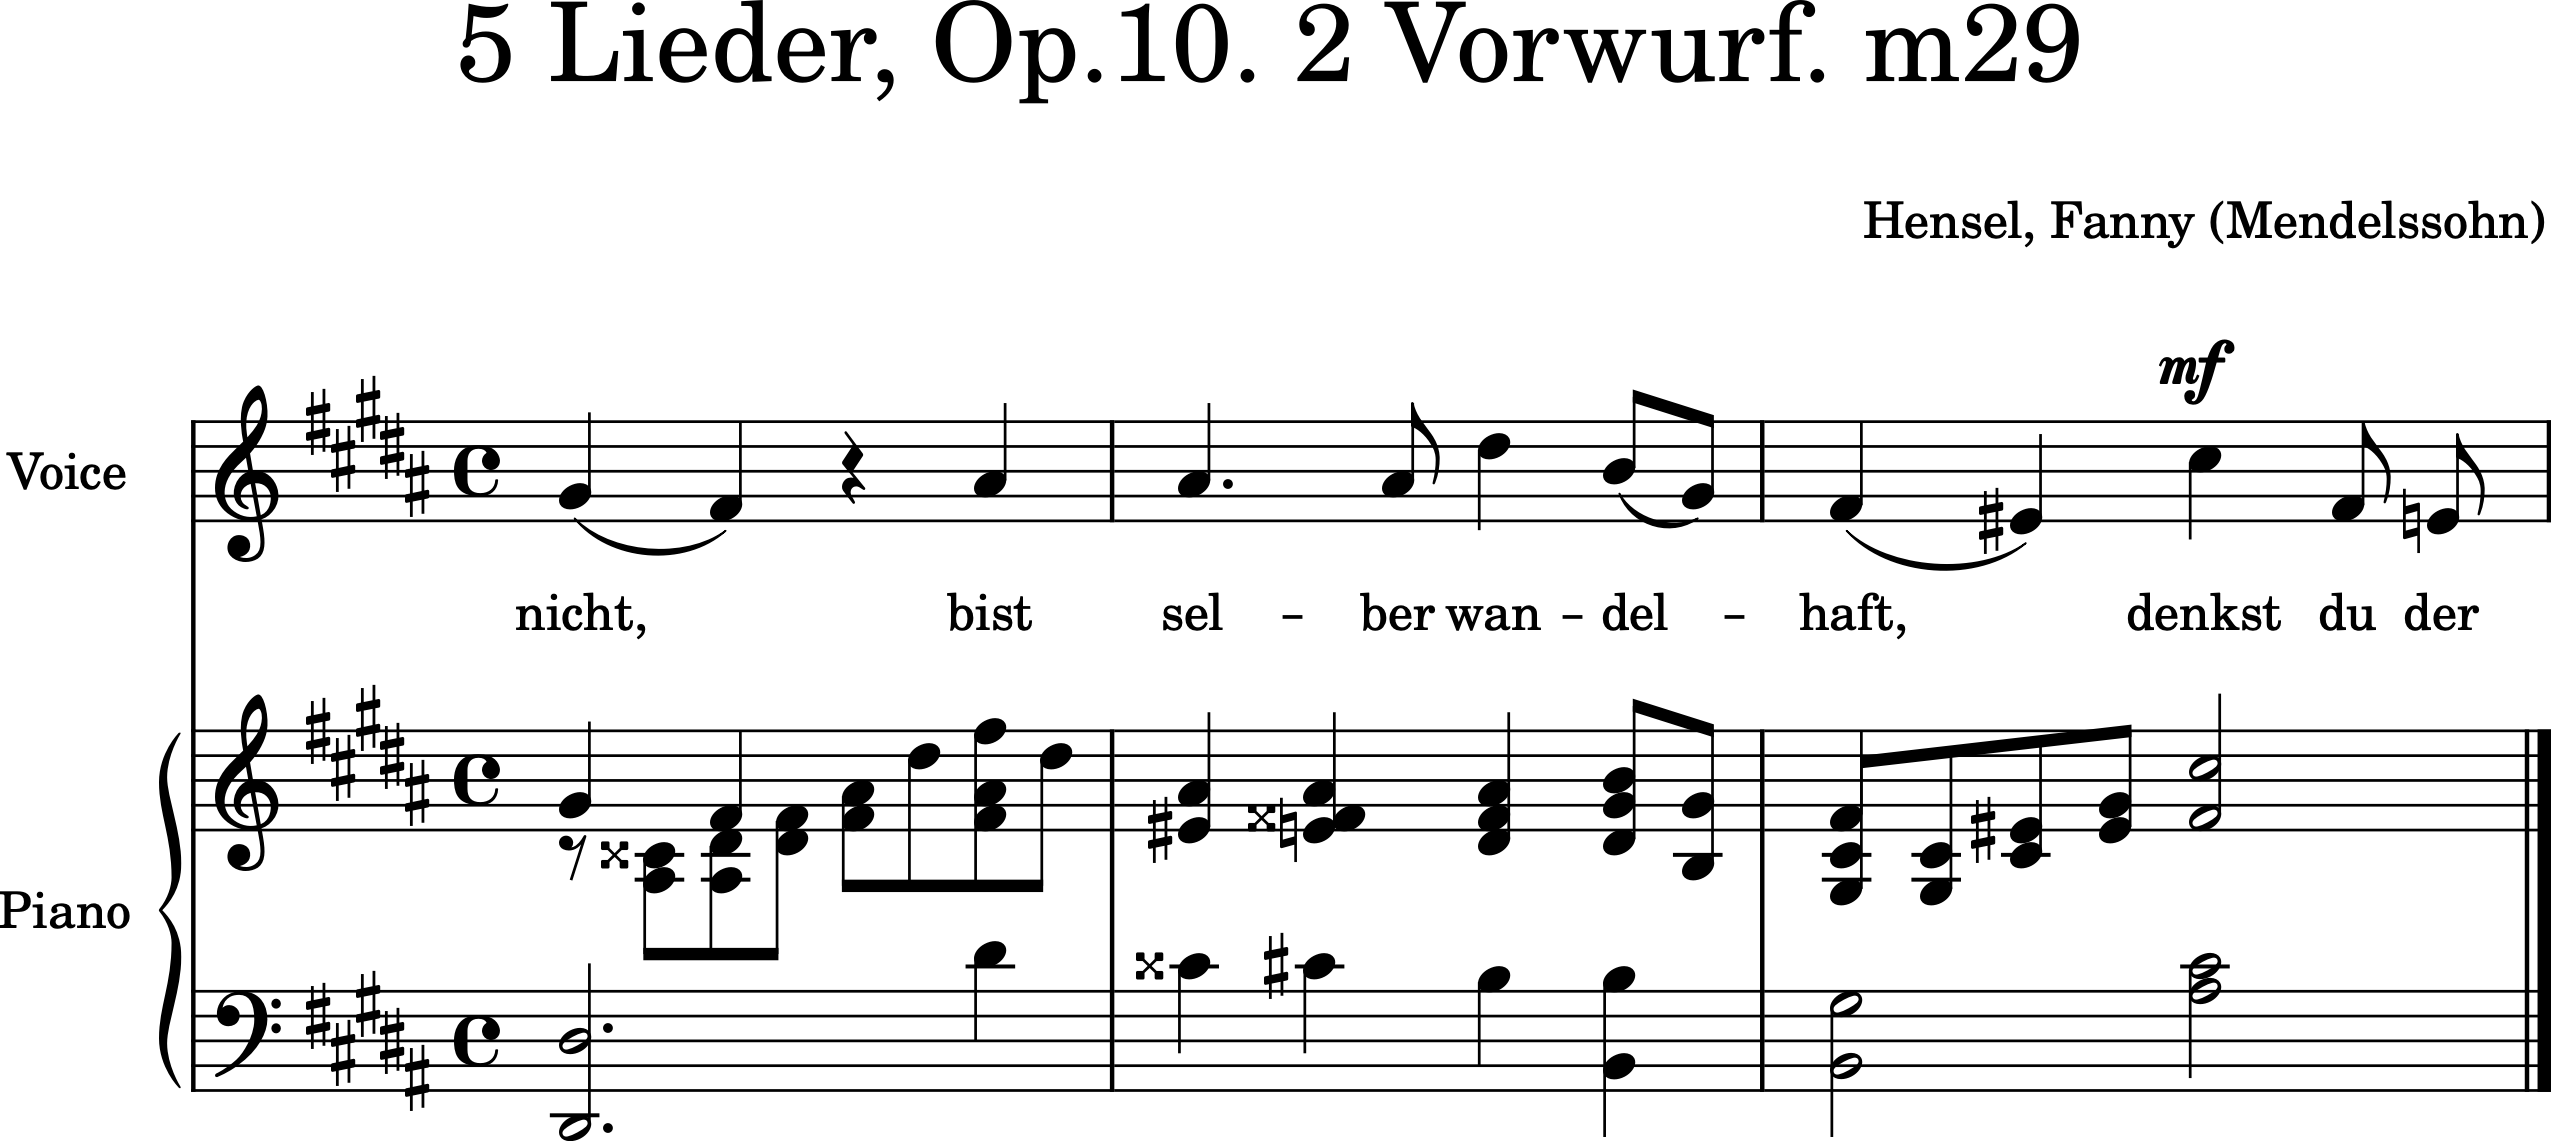 5 Lieder, Op.10. 2 Vorwurf. m29
Hensel, Fanny (Mendelssohn)
mf
Voice
nicht, bist sel – ber wan – del – haft, denkst du der
Piano